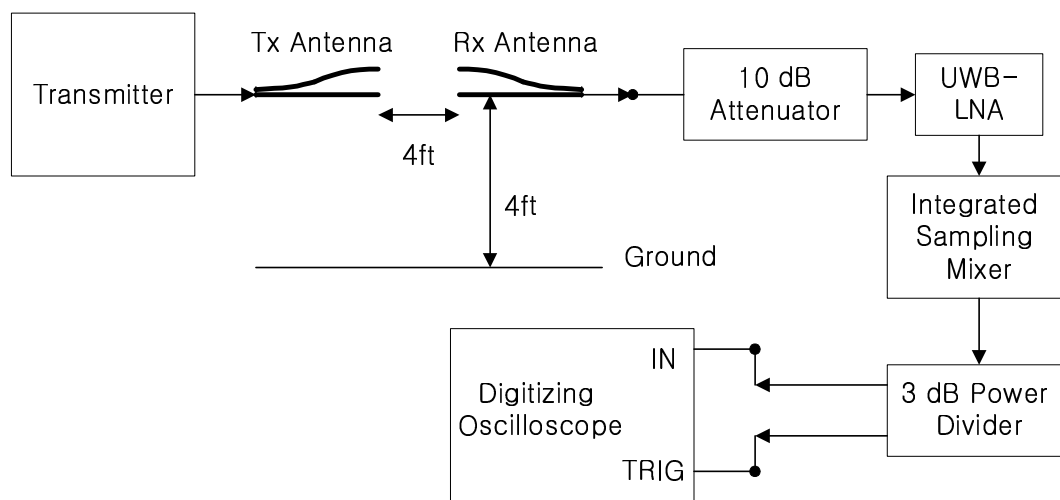 Tx Antenna
Rx Antenna
Transmitter
10 dB
Attenuator
UWB-
LNA
4ft
4ft
Integrated
Sampling
Mixer
Ground
IN
Digitizing
Oscilloscope
3 dB Power
Divider
TRIG